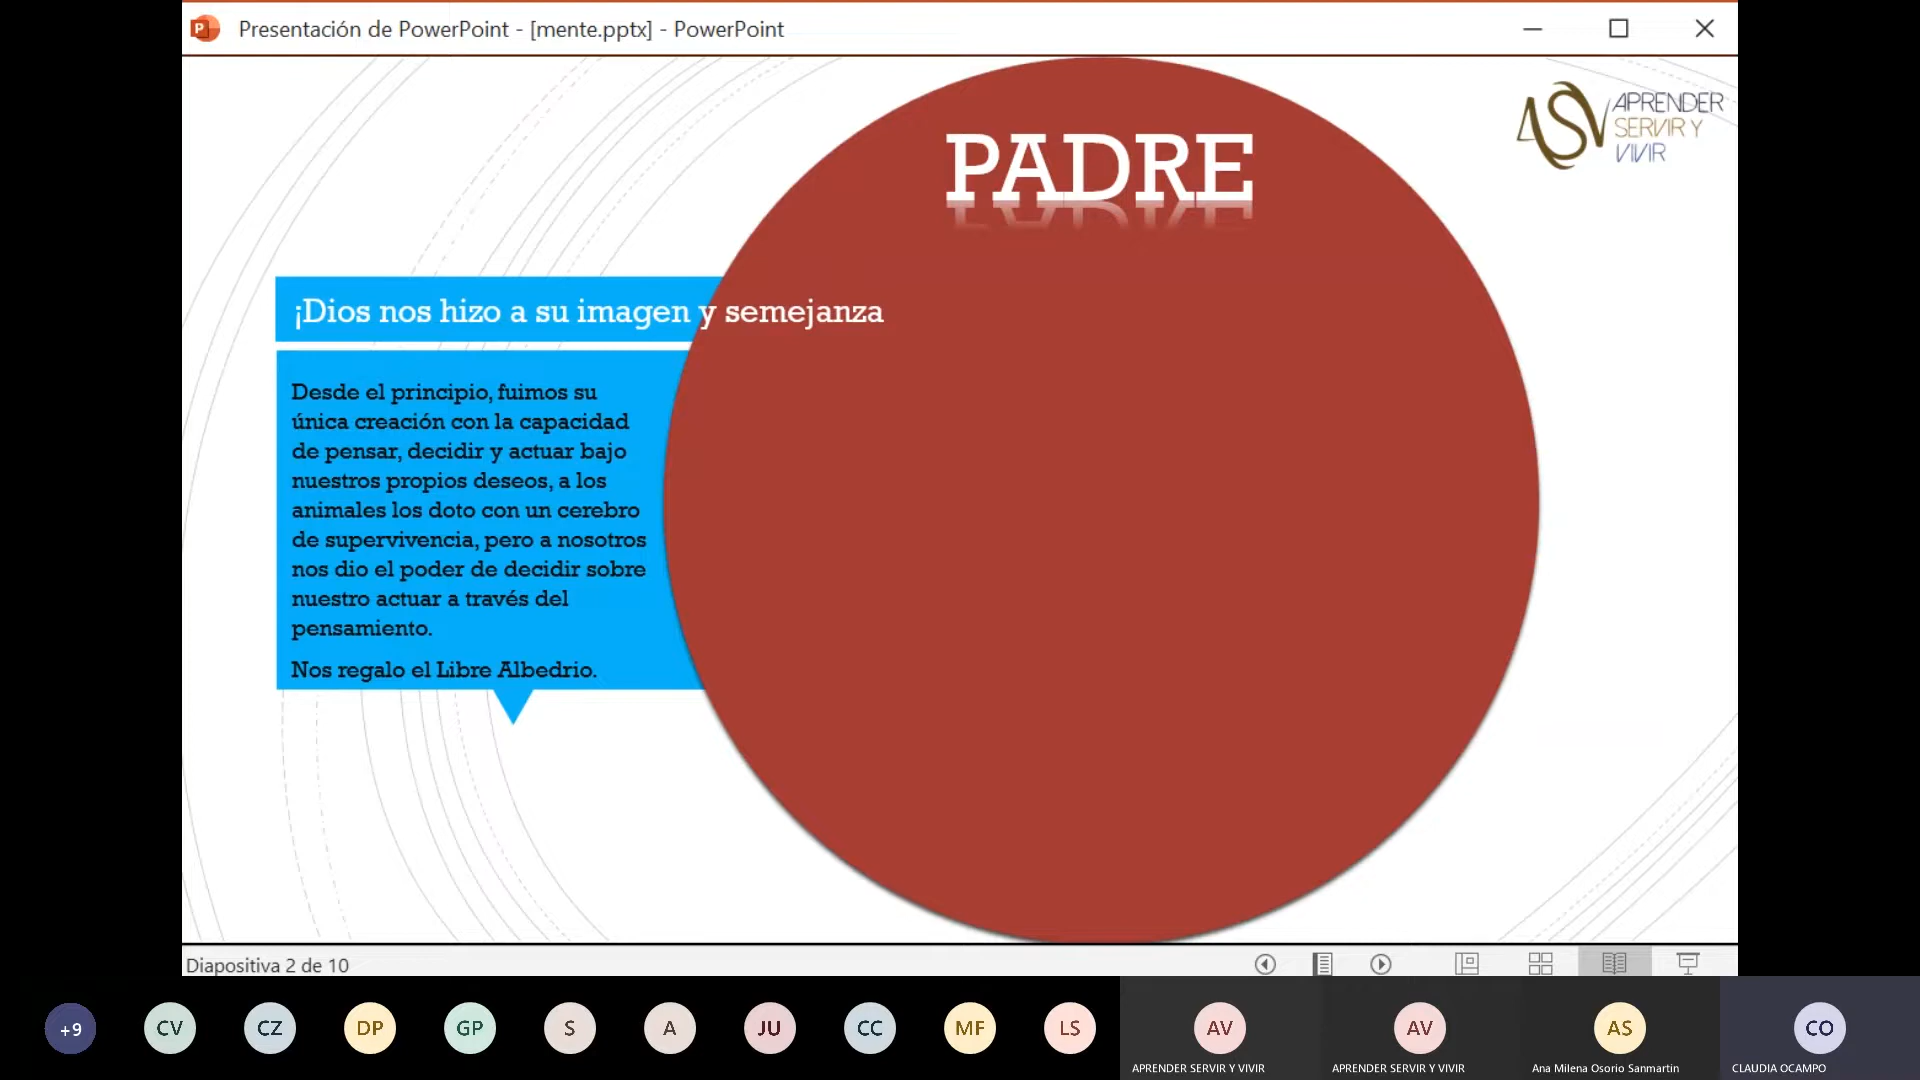 Presentación de PowerPoint - [mente.pptx] - PowerPoint
PADRE
ASV
APRENDER
SERVIR Y
VIVIR
¡Dios nos hizo a su imagen y semejanza
Desde el principio, fuimos su
única creación con la capacidad
de pensar, decidir y actuar bajo
nuestros propios deseos, a los
animales los doto con un cerebro
de supervivencia, pero a nosotros
nos dio el poder de decidir sobre
nuestro actuar a través del
pensamiento.
Nos regalo el Libre Albedrio.
Diapositiva 2 de 10
+9
CV
CZ
DP
GP
S
A
JU
CC
MF
LS
AV
APRENDER SERVIR Y VIVIR
AV
APRENDER SERVIR Y VIVIR
AS
Ana Milena Osorio Sanmartin
CO
CLAUDIA OCAMPO